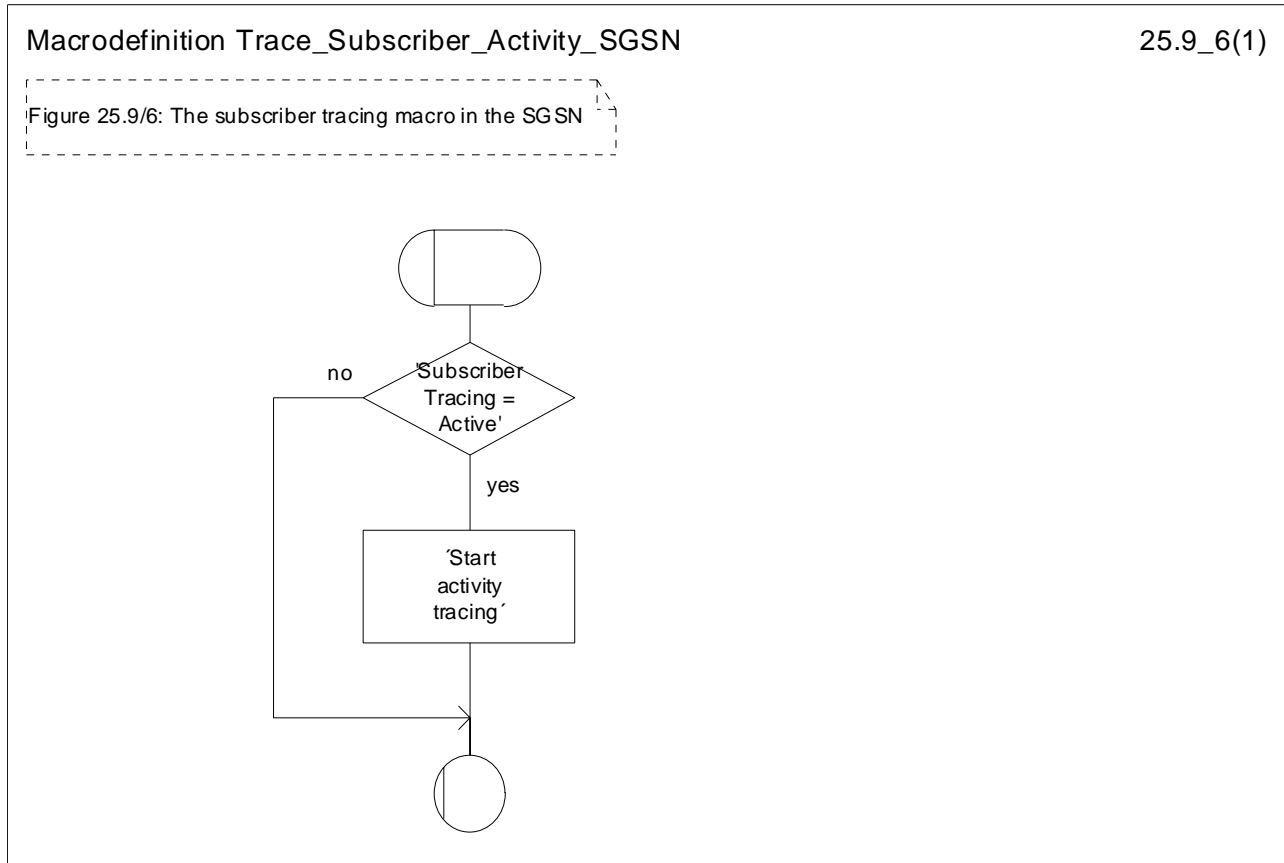 Macrodefinition Trace_Subscriber_Activity_SGSN
25.9_6(1)
Figure 25.9/6: The subscriber tracing macro in the SGSN
no
'Subscriber
Tracing =
Active'
yes
´Start
activity
tracing´